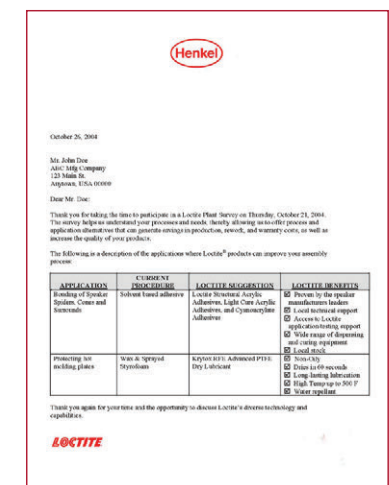 Henkel
October 26, 2004
Mr. John Doe
ABC Mfg Company
123 Main St.
Anytown, USA 00000
Dear Mr. Doe:
Thank you for taking the time to participate in a Loctite Plant Survey on Thursday, October 21, 2004.
The survey helps us understand your processes and needs, thereby allowing us to offer process and
application alternatives that can generate savings in production, rework, and warranty costs, as well as
increase the quality of your products.
The following is a description of the applications where Loctite® products can improve your assembly
process:
APPLICATION CURRENT PROCEDURE LOCTITE SUGGESTION LOCTITE BENEFITS
Bonding of Speaker
Spiders, Cones and
Surrounds
Solvent based adhesive
Loctite Structural Acrylic
Adhesives, Light Cure Acrylic
Adhesives, and Cyanoacrylate
Adhesives
☑ Proven by the speaker
manufacturers leaders
☑ Local technical support
☑ Access to Loctite
application/testing support
☑ Wide range of dispensing
and curing equipment
☑ Local stock
Protecting hot
molding plates
Wax & Sprayed
Styrofoam
Krytox RFE Advanced PTFE
Dry Lubricant
☑ Non-Oily
☑ Dries in 60 seconds
☑ Long-lasting lubrication
☑ High Temp up to 500 F
☑ Water repellant
Thank you again for your time and the opportunity to discuss Loctite's diverse technology and
capabilities.
LOCTITE